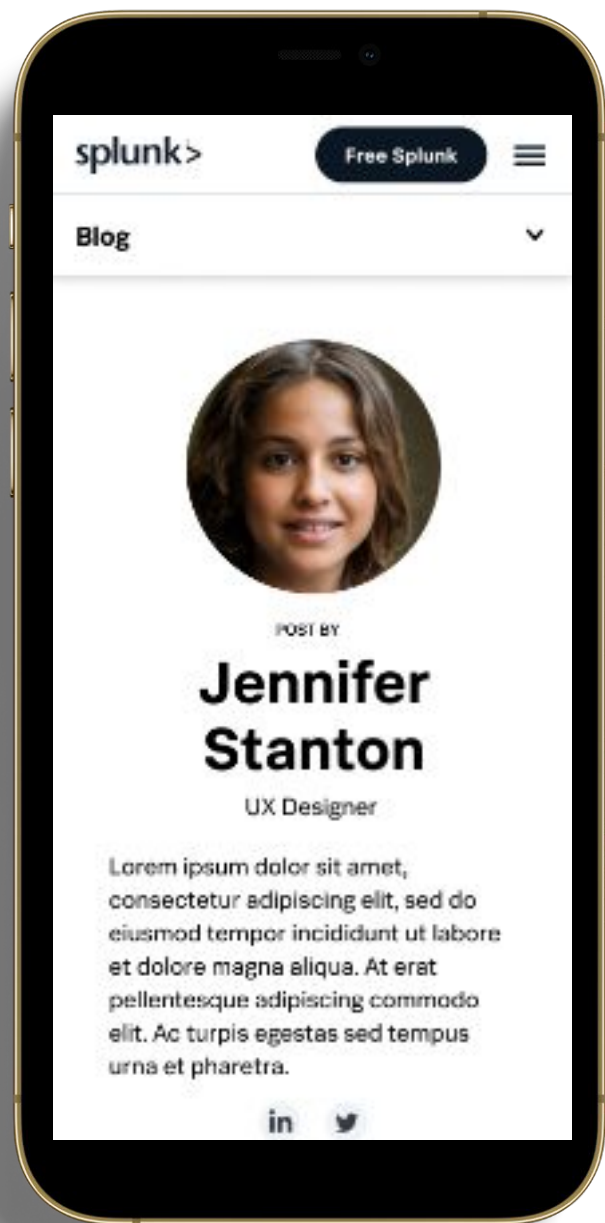 splunk>
Free Splunk
Blog
POST BY
Jennifer
Stanton
UX Designer
Lorem ipsum dolor sit amet,
consectetur adipiscing elit, sed do
eiusmod tempor incididunt ut labore
et dolore magna aliqua. At erat
pellentesque adipiscing commodo
elit. Ac turpis egestas sed tempus
urna et pharetra.
in